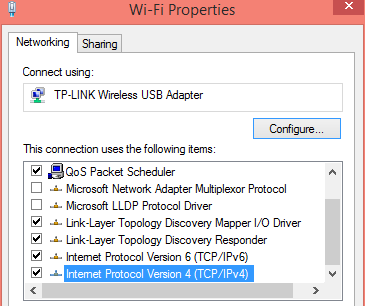 Wi-Fi Properties
Networking
Sharing
Connect using:
TP-LINK Wireless USB Adapter
Configure...
This connection uses the following items:
QoS Packet Scheduler
Microsoft Network Adapter Multiplexor Protocol
Microsoft LLDP Protocol Driver
Link-Layer Topology Discovery Mapper I/O Driver
Link-Layer Topology Discovery Responder
Internet Protocol Version 6 (TCP/IPv6)
Internet Protocol Version 4 (TCP/IPv4)